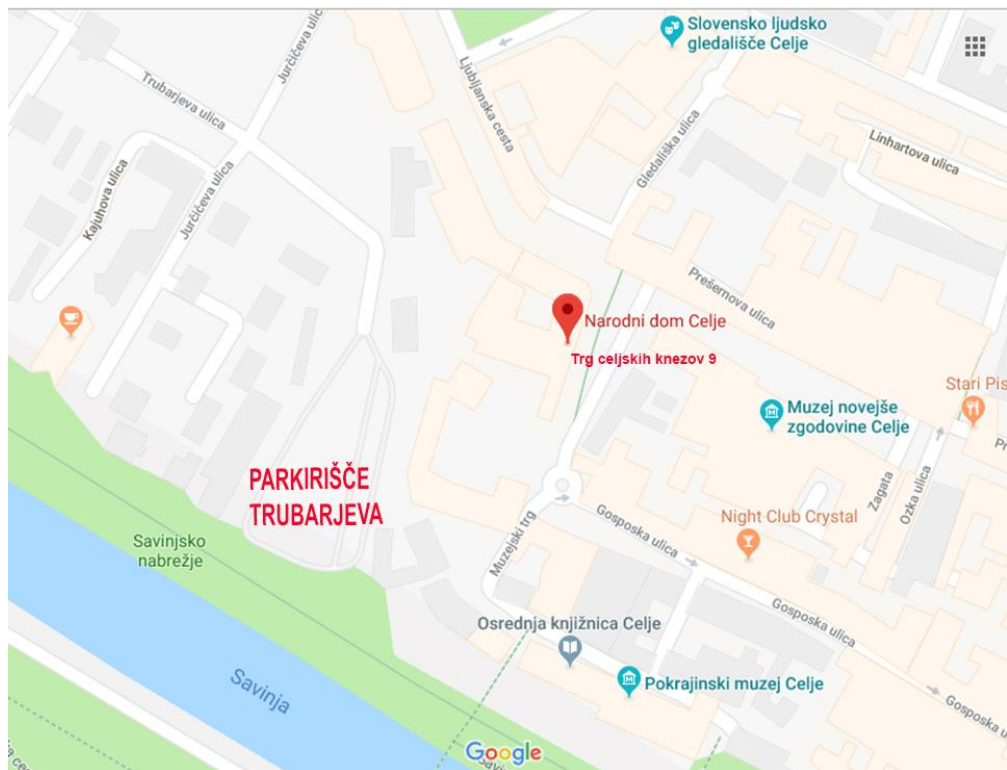 Slovensko ljudsko
gledališče Celje
Jurčičeva ulica
Ljubljanska cesta
Trubarjeva ulica
Gledališka ulica
Linhartova ulica
Kajuhova ulica
Jurčičeva ulica
Prešernova ulica
Narodni dom Celje
Trg celjskih knezov 9
Stari Pis
Muzej novejše
zgodovine Celje
PARKIRIŠČE
TRUBARJEVA
Zagata
Ozka ulica
Pr
Night Club Crystal
Gosposka ulica
Muzejski trg
Savinjsko
nabrežje
Gosposka ulica
Osrednja knjižnica Celje
Pokrajinski muzej Celje
Savinja
Gosposka u
Google
Savin